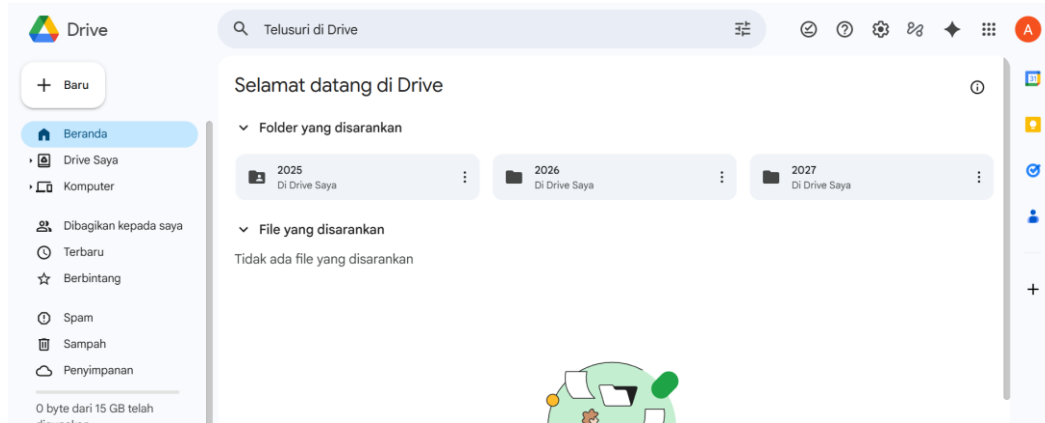 Drive
Telusuri di Drive
A
Baru
Beranda
Drive Saya
Komputer
Dibagikan kepada saya
Terbaru
Berbintang
Spam
Sampah
Penyimpanan
0 byte dari 15 GB telah
Selamat datang di Drive
Folder yang disarankan
2025
Di Drive Saya
2026
Di Drive Saya
2027
Di Drive Saya
File yang disarankan
Tidak ada file yang disarankan
31